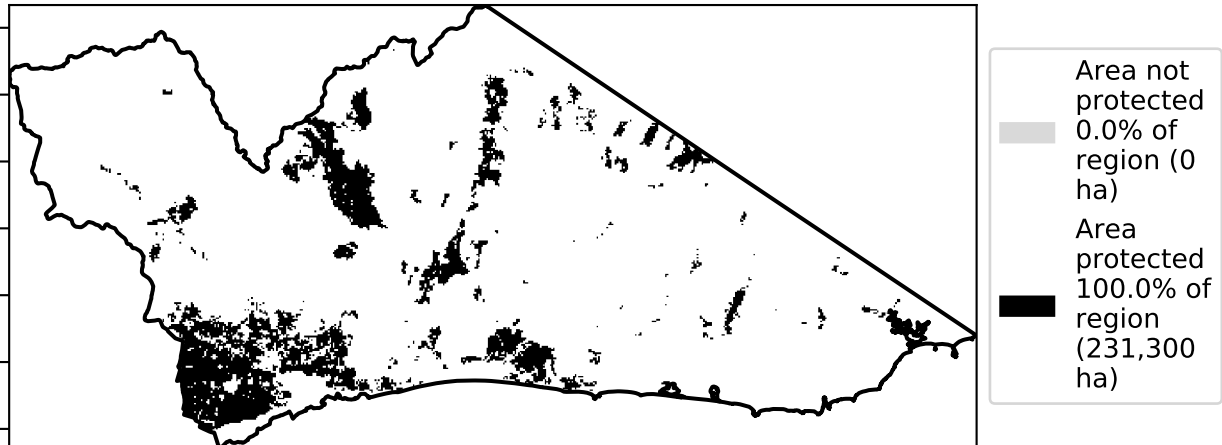 Area not
protected
0.0% of
region (0
ha)
Area
protected
100.0% of
region
(231,300
ha)